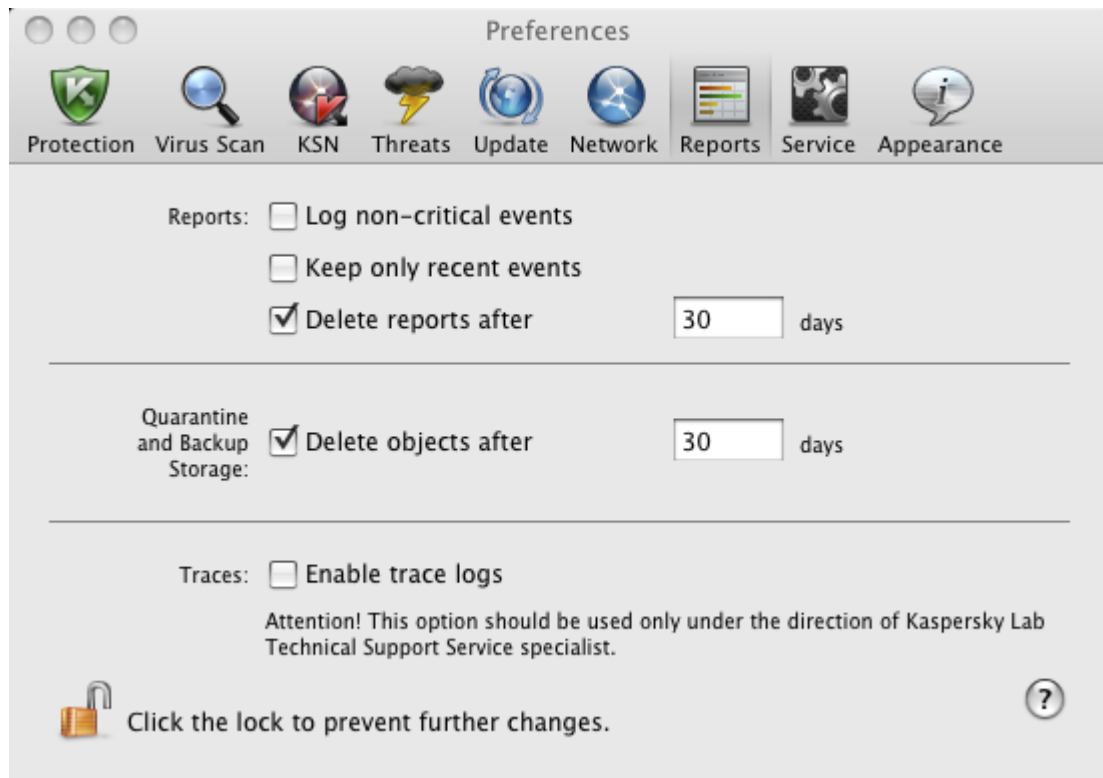 Preferences
Protection Virus Scan KSN Threats Update Network Reports Service Appearance
Reports: Log non-critical events
Keep only recent events
Delete reports after 30 days
Quarantine
and Backup
Storage:
Delete objects after 30 days
Traces: Enable trace logs
Attention! This option should be used only under the direction of Kaspersky Lab
Technical Support Service specialist.
Click the lock to prevent further changes.
?